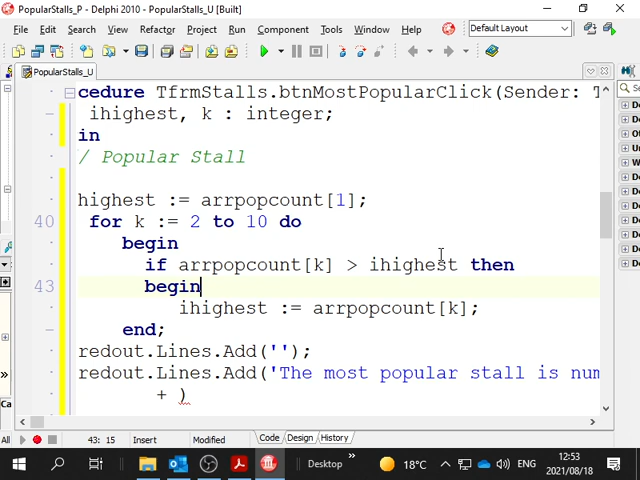 PopularStalls_P - Delphi 2010 - PopularStalls_U [Built]
Default Layout
File Edit Search View Refactor Project Run Component Tools Window Help
Default Layout
PopularStalls_U
cedure TfrmStalls.btnMostPopularClick(Sender: T
ihighest, k : integer;
in
/ Popular Stall
highest := arrpopcount[1];
40 for k := 2 to 10 do
begin
if arrpopcount[k] > ihighest then
43 begin
ihighest := arrpopcount[k];
end;
redout.Lines.Add('');
redout.Lines.Add('The most popular stall is num
+ )
All 43: 15 Insert Modified Code Design History
Desktop 18°C ENG 12:53
2021/08/18